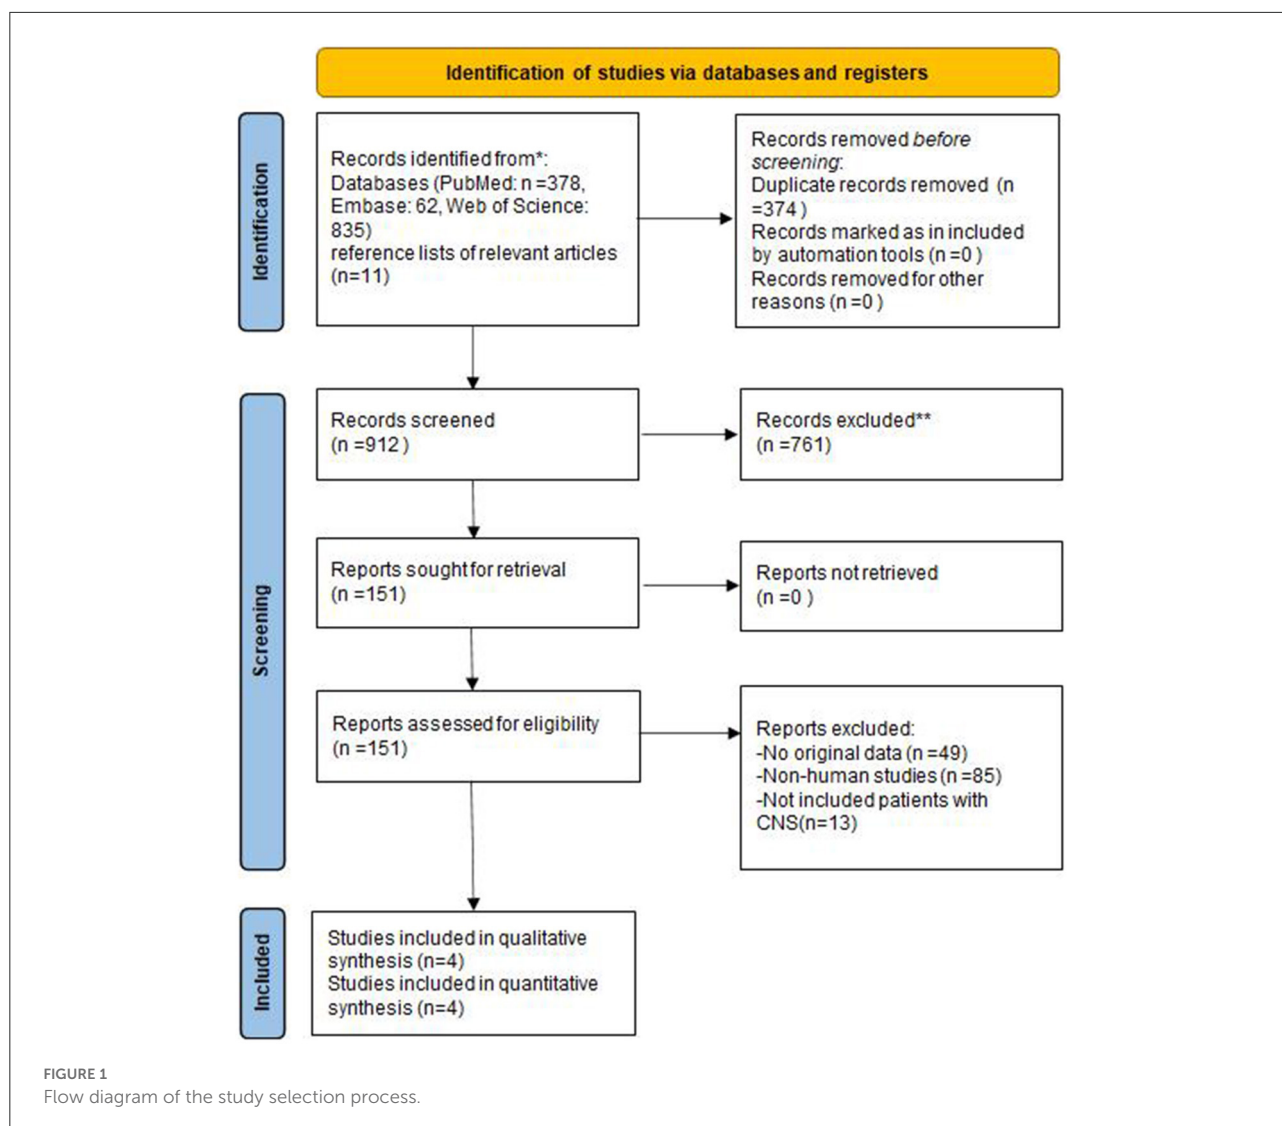 Identification of studies via databases and registers
Identification
Records identified from*:
Databases (PubMed: n =378,
Embase: 62, Web of Science:
835)
reference lists of relevant articles
(n=11)
Records removed before
screening:
Duplicate records removed (n
=374 )
Records marked as in included
by automation tools (n =0 )
Records removed for other
reasons (n =0 )
Screening
Records screened
(n =912 )
Records excluded**
(n =761)
Reports sought for retrieval
(n =151)
Reports not retrieved
(n =0 )
Reports assessed for eligibility
(n =151)
Reports excluded:
-No original data (n =49)
-Non-human studies (n =85)
-Not included patients with
CNS(n=13)
Included
Studies included in qualitative
synthesis (n=4)
Studies included in quantitative
synthesis (n=4)
FIGURE 1
Flow diagram of the study selection process.